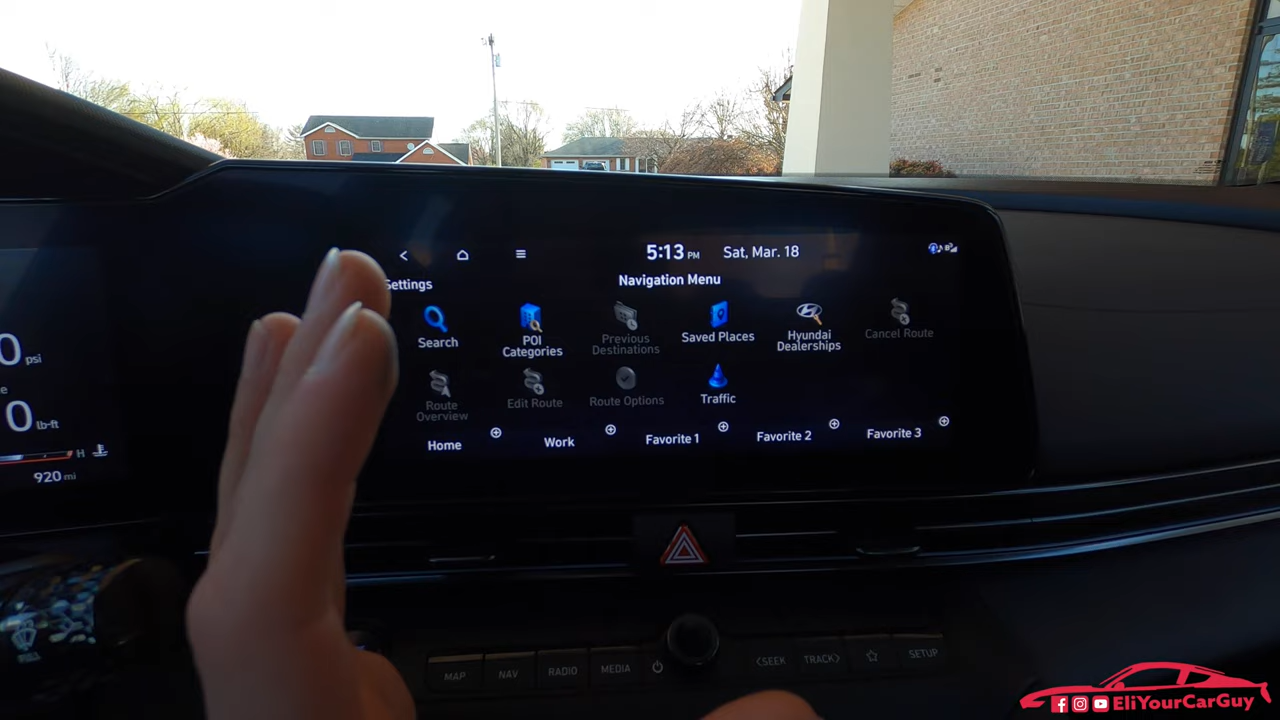 5:13 PM Sat, Mar. 18
Settings
Navigation Menu
Search
POI
Categories
Previous
Destinations
Saved Places
Hyundai
Dealerships
Cancel Route
Route
Overview
Edit Route
Route Options
Traffic
Home
Work
Favorite 1
Favorite 2
Favorite 3
0 psi
0 lb-ft
H
920 mi
MAP
NAV
RADIO
MEDIA
<SEEK
TRACK>
SETUP
EliYourCarGuy